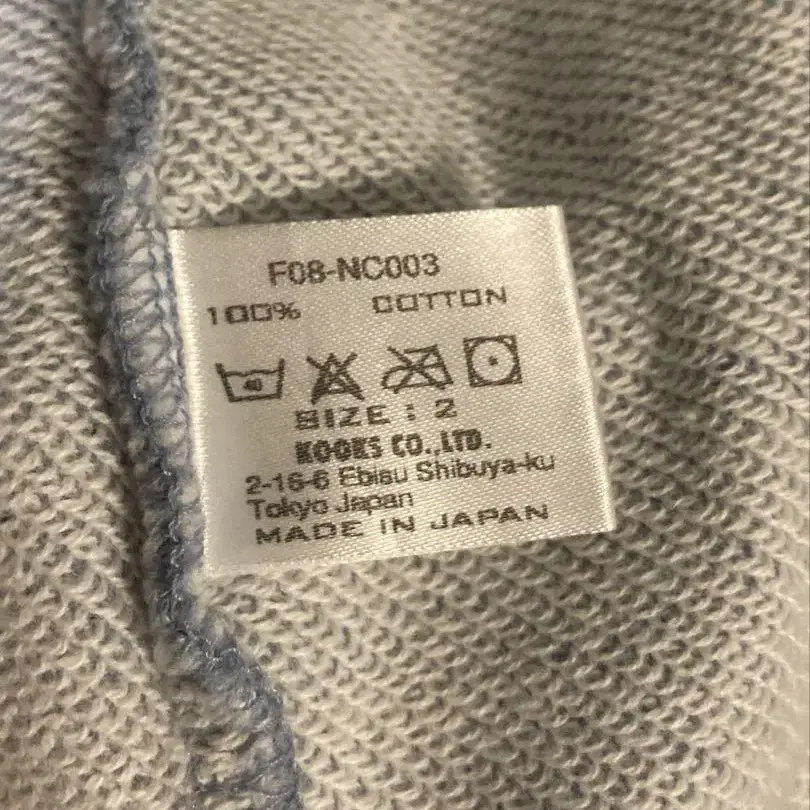 F08-NC003
100% COTTON
SIZE : 2
KOOKS CO.,LTD.
2-16-6 Ebisu Shibuya-ku
Tokyo Japan
MADE IN JAPAN